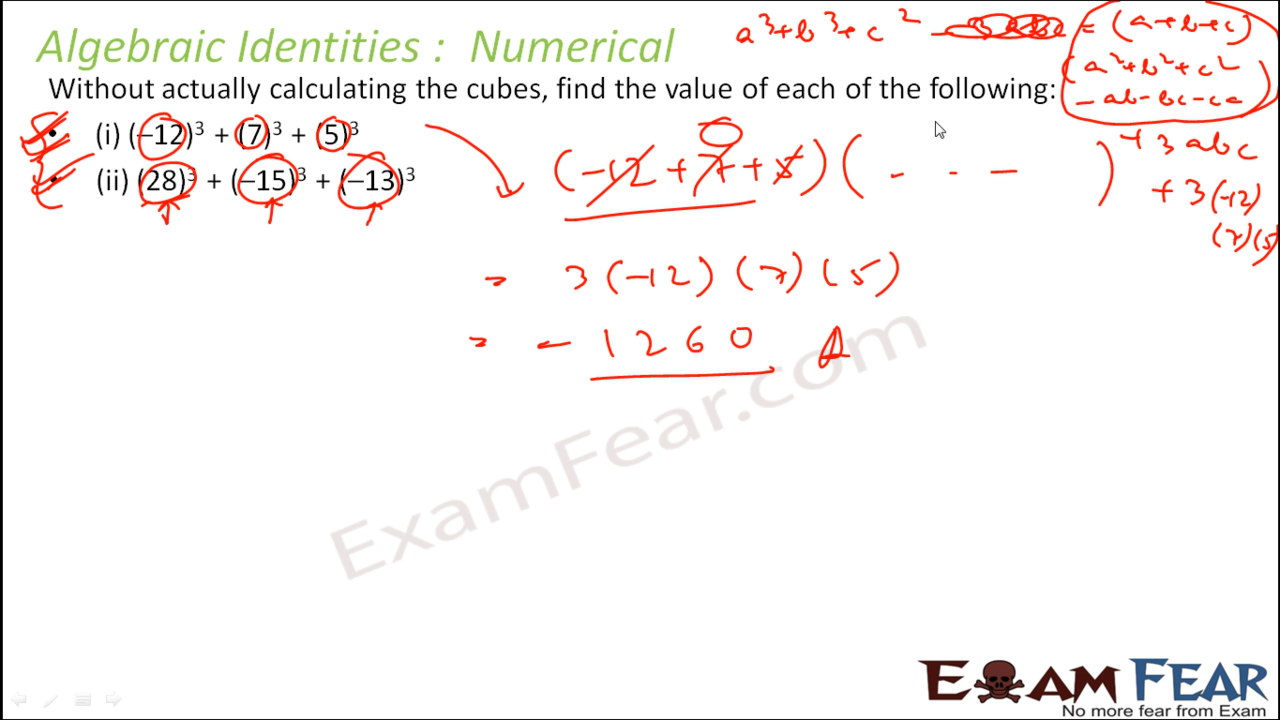 Algebraic Identities : Numerical
a³+b³+c² = (a+b+c)
(a²+b²+c²
-ab-bc-ca)
+3abc
Without actually calculating the cubes, find the value of each of the following:
• (i) (–12)³ + (7)³ + (5)³
• (ii) (28)³ + (–15)³ + (–13)³
0
(-12+7+5)(- - -)
+3(-12)
(7)(5)
= 3(-12)(7)(5)
= -1260 A
ExamFear.com
EXAM FEAR
No more fear from Exam